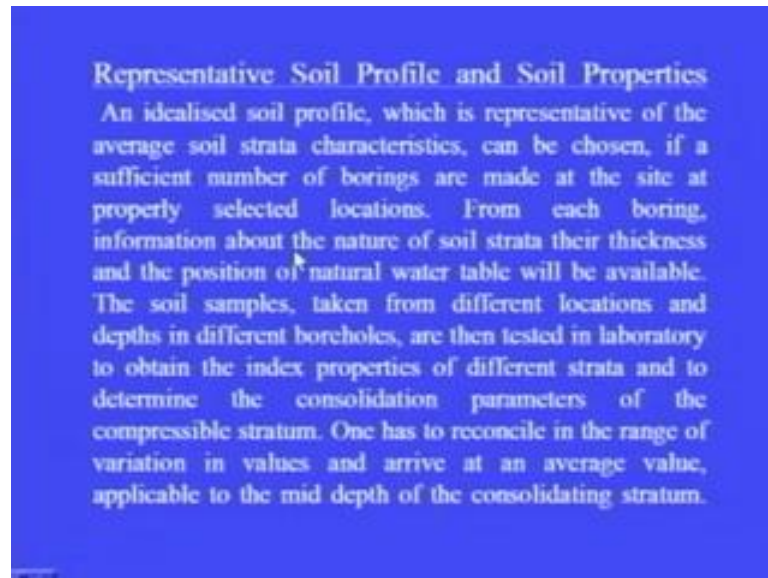 Representative Soil Profile and Soil Properties
An idealised soil profile, which is representative of the
average soil strata characteristics, can be chosen, if a
sufficient number of borings are made at the site at
properly selected locations. From each boring,
information about the nature of soil strata their thickness
and the position of natural water table will be available.
The soil samples, taken from different locations and
depths in different boreholes, are then tested in laboratory
to obtain the index properties of different strata and to
determine the consolidation parameters of the
compressible stratum. One has to reconcile in the range of
variation in values and arrive at an average value,
applicable to the mid depth of the consolidating stratum.